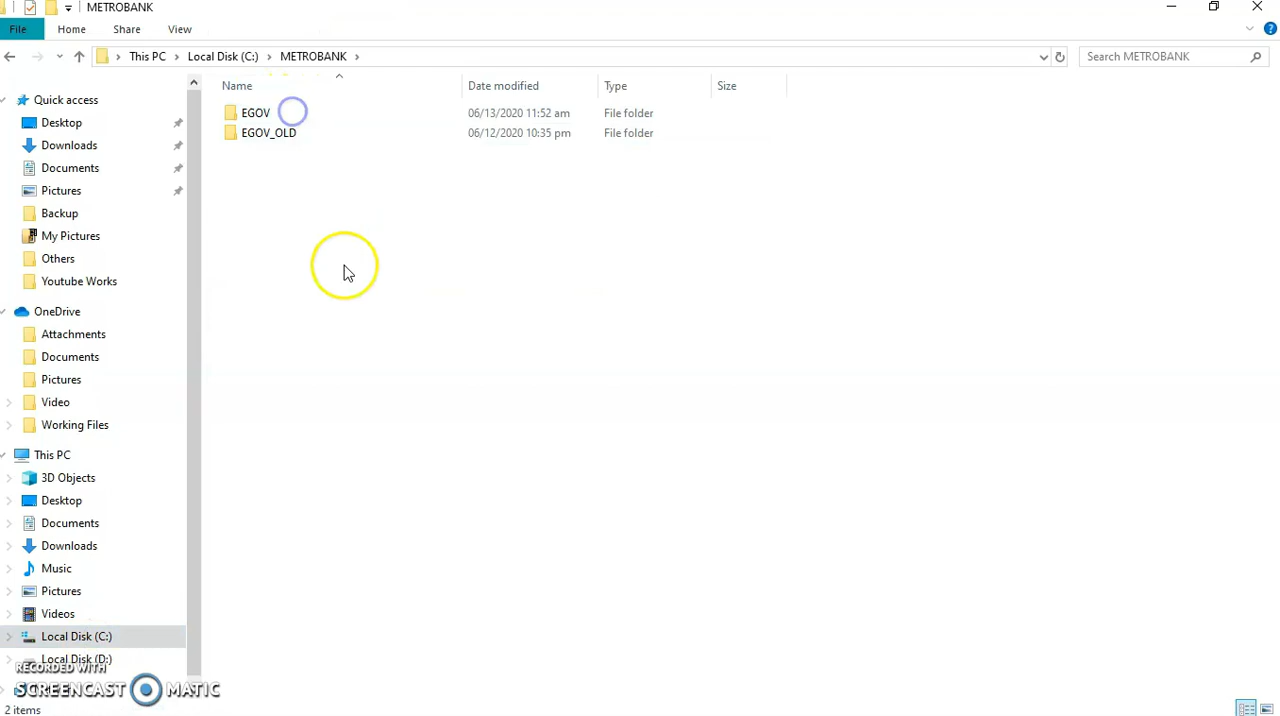 METROBANK
File Home Share View
This PC Local Disk (C:) METROBANK Search METROBANK
Name Date modified Type Size
EGOV 06/13/2020 11:52 am File folder
EGOV_OLD 06/12/2020 10:35 pm File folder
Quick access
Desktop
Downloads
Documents
Pictures
Backup
My Pictures
Others
Youtube Works
OneDrive
Attachments
Documents
Pictures
Video
Working Files
This PC
3D Objects
Desktop
Documents
Downloads
Music
Pictures
Videos
Local Disk (C:)
Local Disk (D:)
RECORDED WITH
SCREENCAST MATIC
2 items